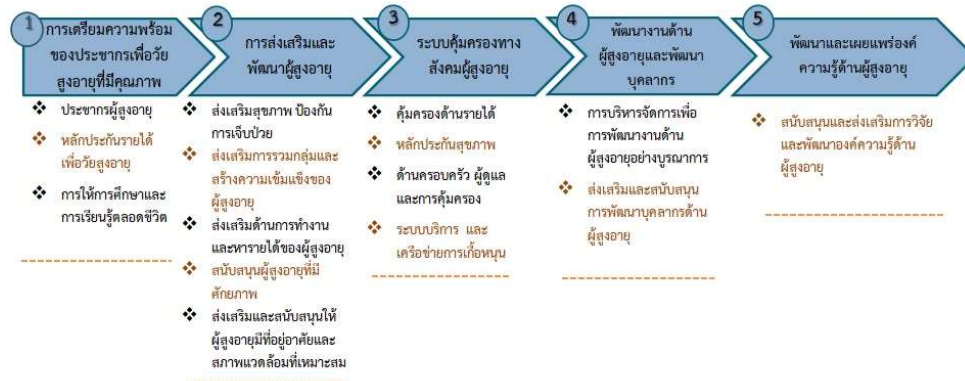 1
การเตรียมความพร้อม
ของประชากรเพื่อวัย
สูงอายุที่มีคุณภาพ
❖ ประชากรผู้สูงอายุ
❖ หลักประกันรายได้
เพื่อวัยสูงอายุ
❖ การให้การศึกษาและ
การเรียนรู้ตลอดชีวิต
2
การส่งเสริมและ
พัฒนาผู้สูงอายุ
❖ ส่งเสริมสุขภาพ ป้องกัน
การเจ็บป่วย
❖ ส่งเสริมการรวมกลุ่มและ
สร้างความเข้มแข็งของ
ผู้สูงอายุ
❖ ส่งเสริมด้านการทำงาน
และหารายได้ของผู้สูงอายุ
❖ สนับสนุนผู้สูงอายุที่มี
ศักยภาพ
❖ ส่งเสริมและสนับสนุนให้
ผู้สูงอายุมีที่อยู่อาศัยและ
สภาพแวดล้อมที่เหมาะสม
3
ระบบคุ้มครองทาง
สังคมผู้สูงอายุ
❖ คุ้มครองด้านรายได้
❖ หลักประกันสุขภาพ
❖ ด้านครอบครัว ผู้ดูแล
และการคุ้มครอง
❖ ระบบบริการ และ
เครือข่ายการเกื้อหนุน
4
พัฒนางานด้าน
ผู้สูงอายุและพัฒนา
บุคลากร
❖ การบริหารจัดการเพื่อ
การพัฒนางานด้าน
ผู้สูงอายุอย่างบูรณาการ
❖ ส่งเสริมและสนับสนุน
การพัฒนาบุคลากรด้าน
ผู้สูงอายุ
5
พัฒนาและเผยแพร่องค์
ความรู้ด้านผู้สูงอายุ
❖ สนับสนุนและส่งเสริมการวิจัย
และพัฒนาองค์ความรู้ด้าน
ผู้สูงอายุ